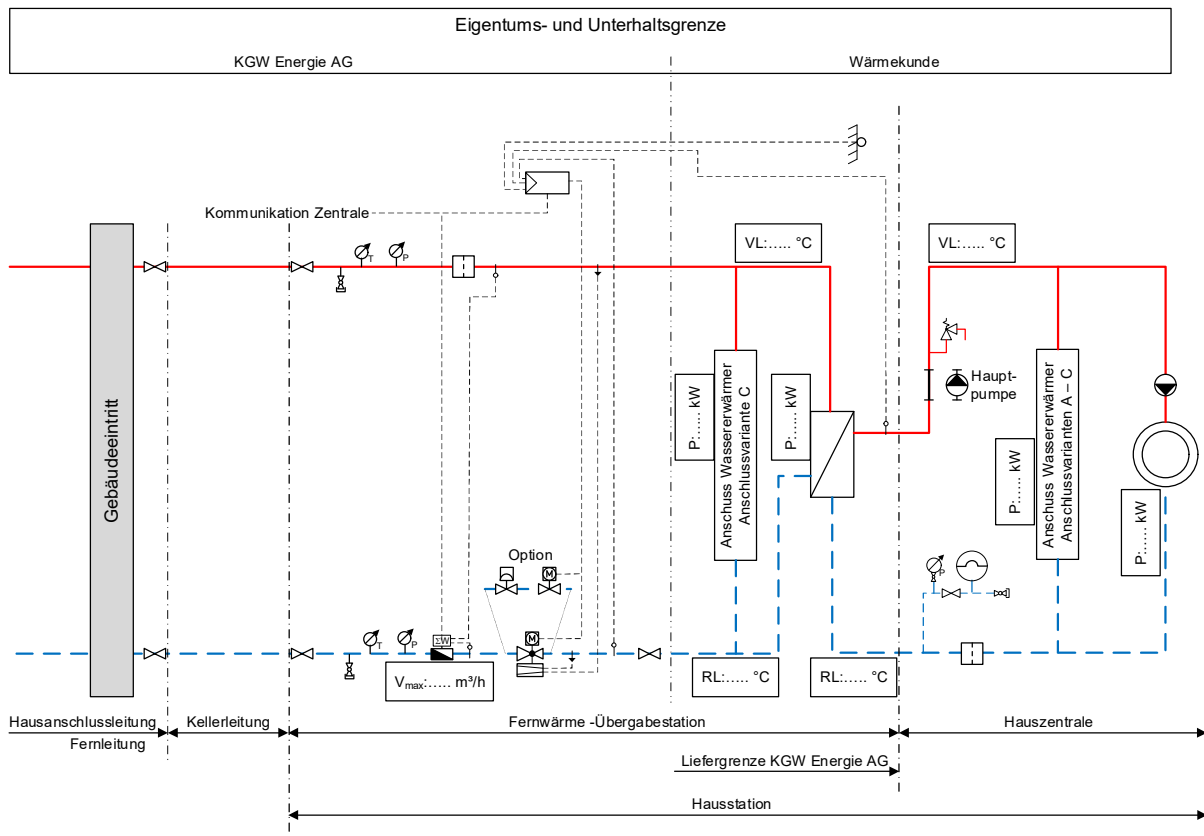 Eigentums- und Unterhaltsgrenze
KGW Energie AG
Wärmekunde
Kommunikation Zentrale
VL:..... °C
VL:..... °C
T
P
Gebäudeeintritt
P:..... kW
Anschuss Wassererwärmer
Anschlussvariante C
P:..... kW
Haupt-
pumpe
P:..... kW
Anschuss Wassererwärmer
Anschlussvarianten A – C
P:..... kW
Option
M
P
T
P
ΣW
M
Vmax:..... m³/h
RL:..... °C
RL:..... °C
Hausanschlussleitung
Fernleitung
Kellerleitung
Fernwärme -Übergabestation
Hauszentrale
Liefergrenze KGW Energie AG
Hausstation